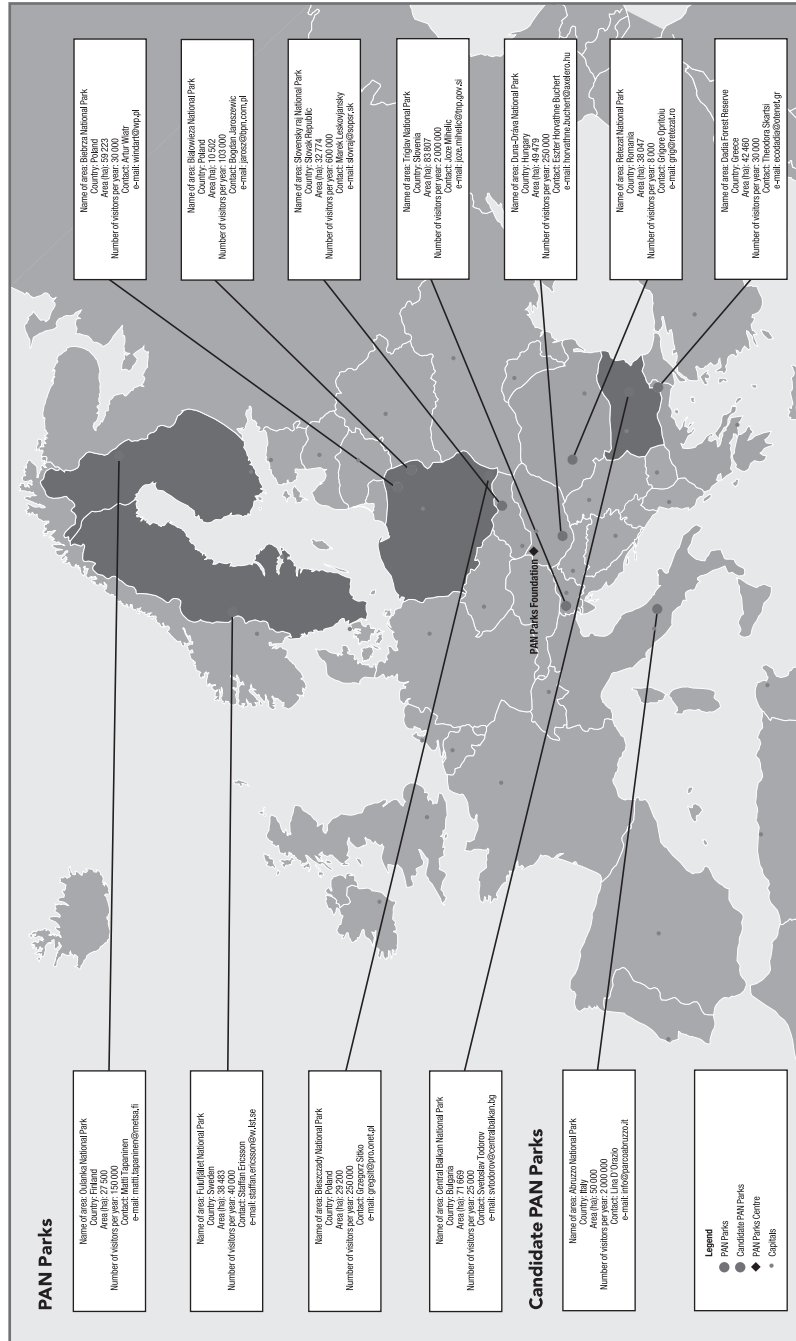 PAN Parks
Name of area: Oulanka National Park
Country: Finland
Area (ha): 27 500
Number of visitors per year: 150 000
Contact: Matti Tapaninen
e-mail: matti.tapaninen@metsa.fi
Name of area: Fulufjället National Park
Country: Sweden
Area (ha): 38 483
Number of visitors per year: 40 000
Contact: Staffan Ericsson
e-mail: staffan.ericsson@w.lst.se
Name of area: Bieszczady National Park
Country: Poland
Area (ha): 29 200
Number of visitors per year: 250 000
Contact: Grzegorz Sitko
e-mail: gregsit@pro.onet.pl
Name of area: Central Balkan National Park
Country: Bulgaria
Area (ha): 71 669
Number of visitors per year: 25 000
Contact: Svetoslav Todorov
e-mail: svtodorov@centralbalkan.bg
Candidate PAN Parks
Name of area: Abruzzo National Park
Country: Italy
Area (ha): 50 000
Number of visitors per year: 2 000 000
Contact: Lina D'Orazio
e-mail: info@parcoabruzzo.it
Legend
PAN Parks
Candidate PAN Parks
PAN Parks Centre
Capitals
PAN Parks Foundation
Name of area: Biebrza National Park
Country: Poland
Area (ha): 59 223
Number of visitors per year: 30 000
Contact: Artur Wiatr
e-mail: windart@wp.pl
Name of area: Białowieza National Park
Country: Poland
Area (ha): 10 502
Number of visitors per year: 103 000
Contact: Bogdan Jaroszewic
e-mail: janosz@bpn.com.pl
Name of area: Slovensky raj National Park
Country: Slovak Republic
Area (ha): 32 774
Number of visitors per year: 600 000
Contact: Marek Leskovjansky
e-mail: slovraj@sopsr.sk
Name of area: Triglav National Park
Country: Slovenia
Area (ha): 83 807
Number of visitors per year: 2 000 000
Contact: Joze Mihelic
e-mail: joze.mihelic@tnp.gov.si
Name of area: Duna-Dráva National Park
Country: Hungary
Area (ha): 49 479
Number of visitors per year: 250 000
Contact: Eszter Horvathne Buchert
e-mail: horvathne.buchert@axelero.hu
Name of area: Retezat National Park
Country: Romania
Area (ha): 38 047
Number of visitors per year: 8 000
Contact: Grigore Opritoiu
e-mail: grig@retezat.ro
Name of area: Dadia Forest Reserve
Country: Greece
Area (ha): 42 460
Number of visitors per year: 30 000
Contact: Theodora Skartsi
e-mail: ecodadia@otenet.gr